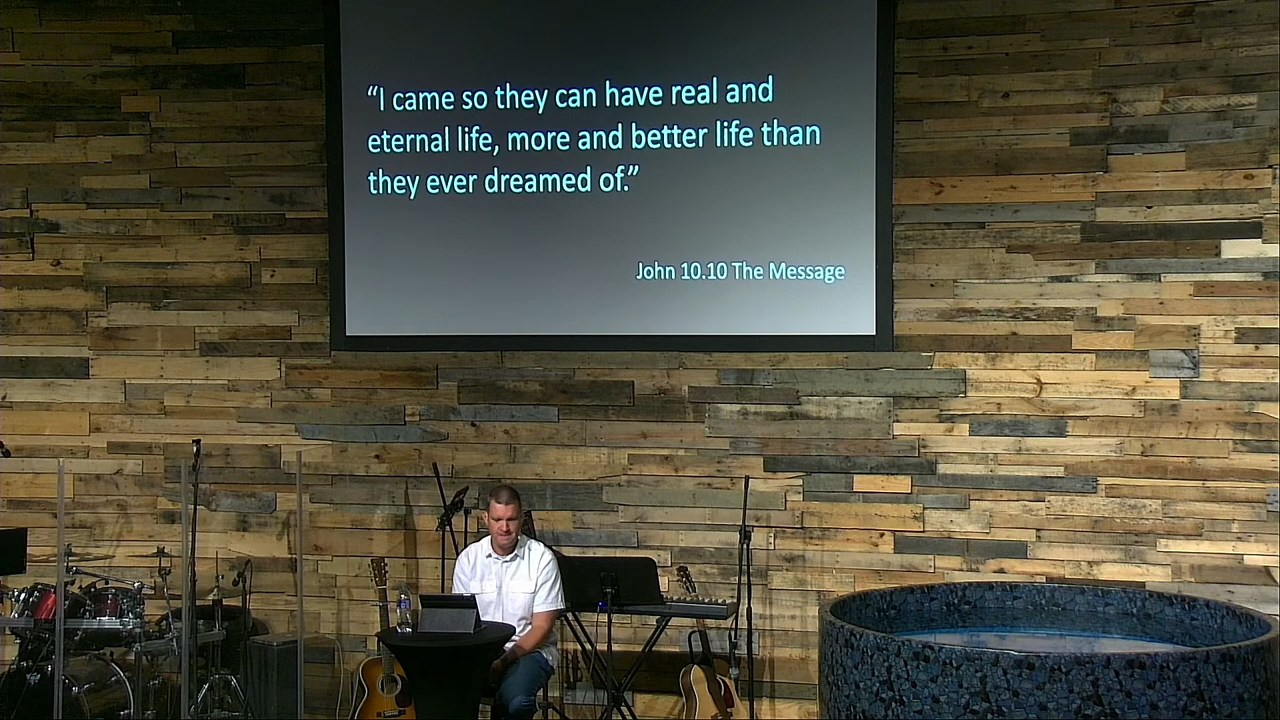 “I came so they can have real and
eternal life, more and better life than
they ever dreamed of.”
John 10.10 The Message